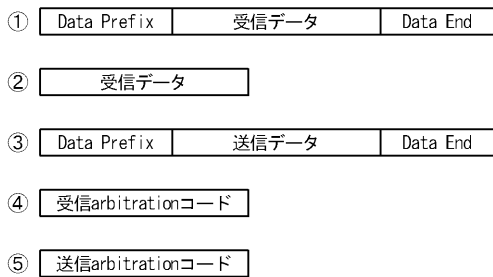 ① Data Prefix 受信データ Data End
② 受信データ
③ Data Prefix 送信データ Data End
④ 受信arbitrationコード
⑤ 送信arbitrationコード